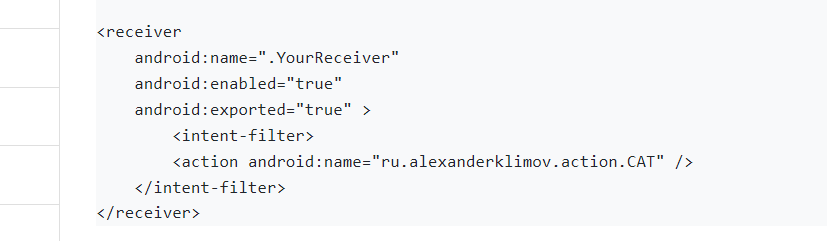 <receiver
    android:name=".YourReceiver"
    android:enabled="true"
    android:exported="true" >
        <intent-filter>
        <action android:name="ru.alexanderklimov.action.CAT" />
    </intent-filter>
</receiver>